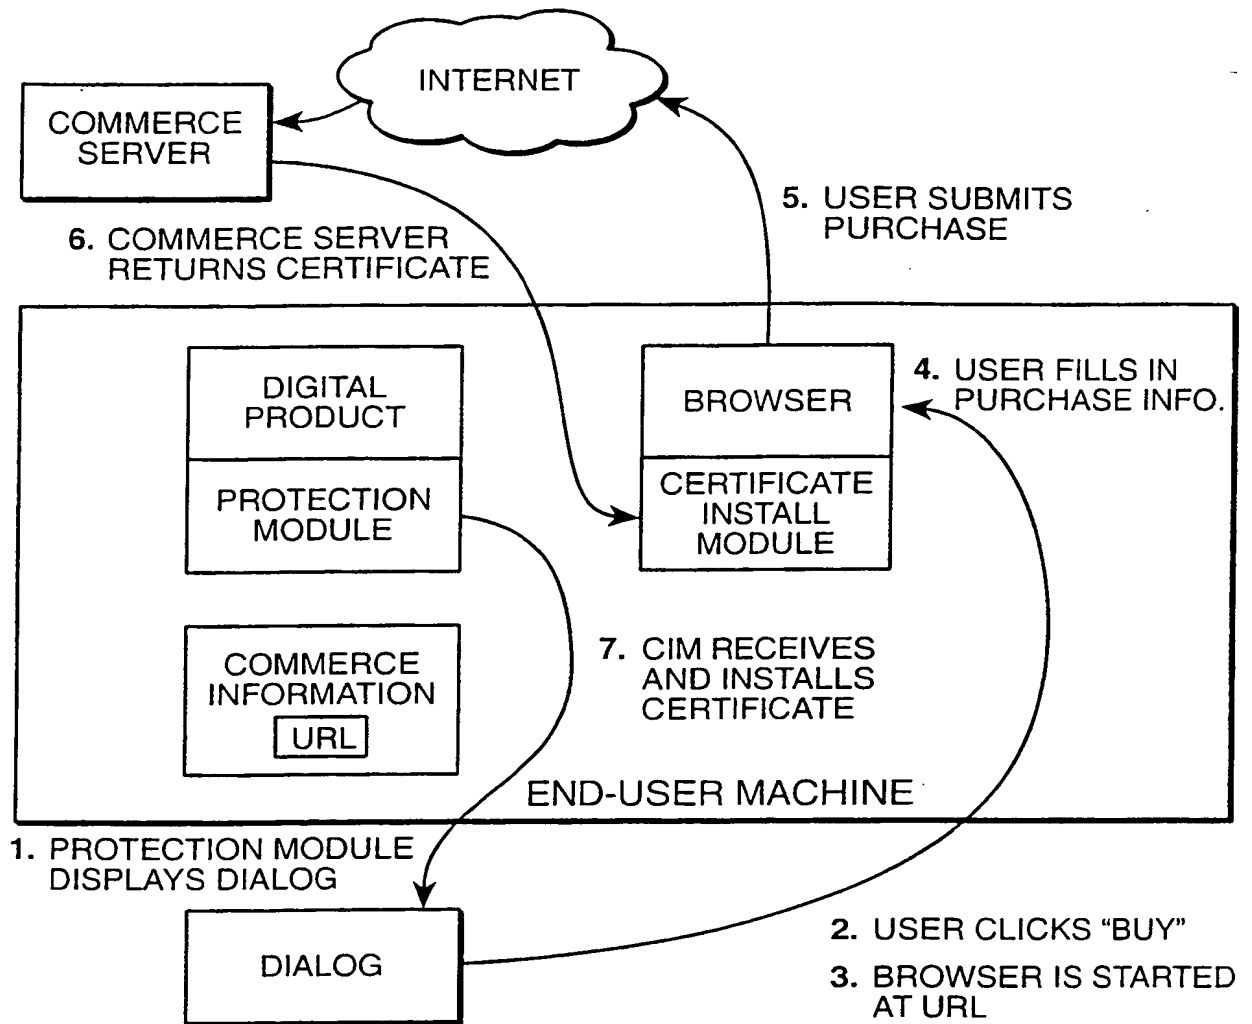 INTERNET
COMMERCE
SERVER
5. USER SUBMITS
PURCHASE
6. COMMERCE SERVER
RETURNS CERTIFICATE
DIGITAL
PRODUCT
PROTECTION
MODULE
BROWSER
CERTIFICATE
INSTALL
MODULE
4. USER FILLS IN
PURCHASE INFO.
COMMERCE
INFORMATION
URL
7. CIM RECEIVES
AND INSTALLS
CERTIFICATE
END-USER MACHINE
1. PROTECTION MODULE
DISPLAYS DIALOG
DIALOG
2. USER CLICKS “BUY”
3. BROWSER IS STARTED
AT URL